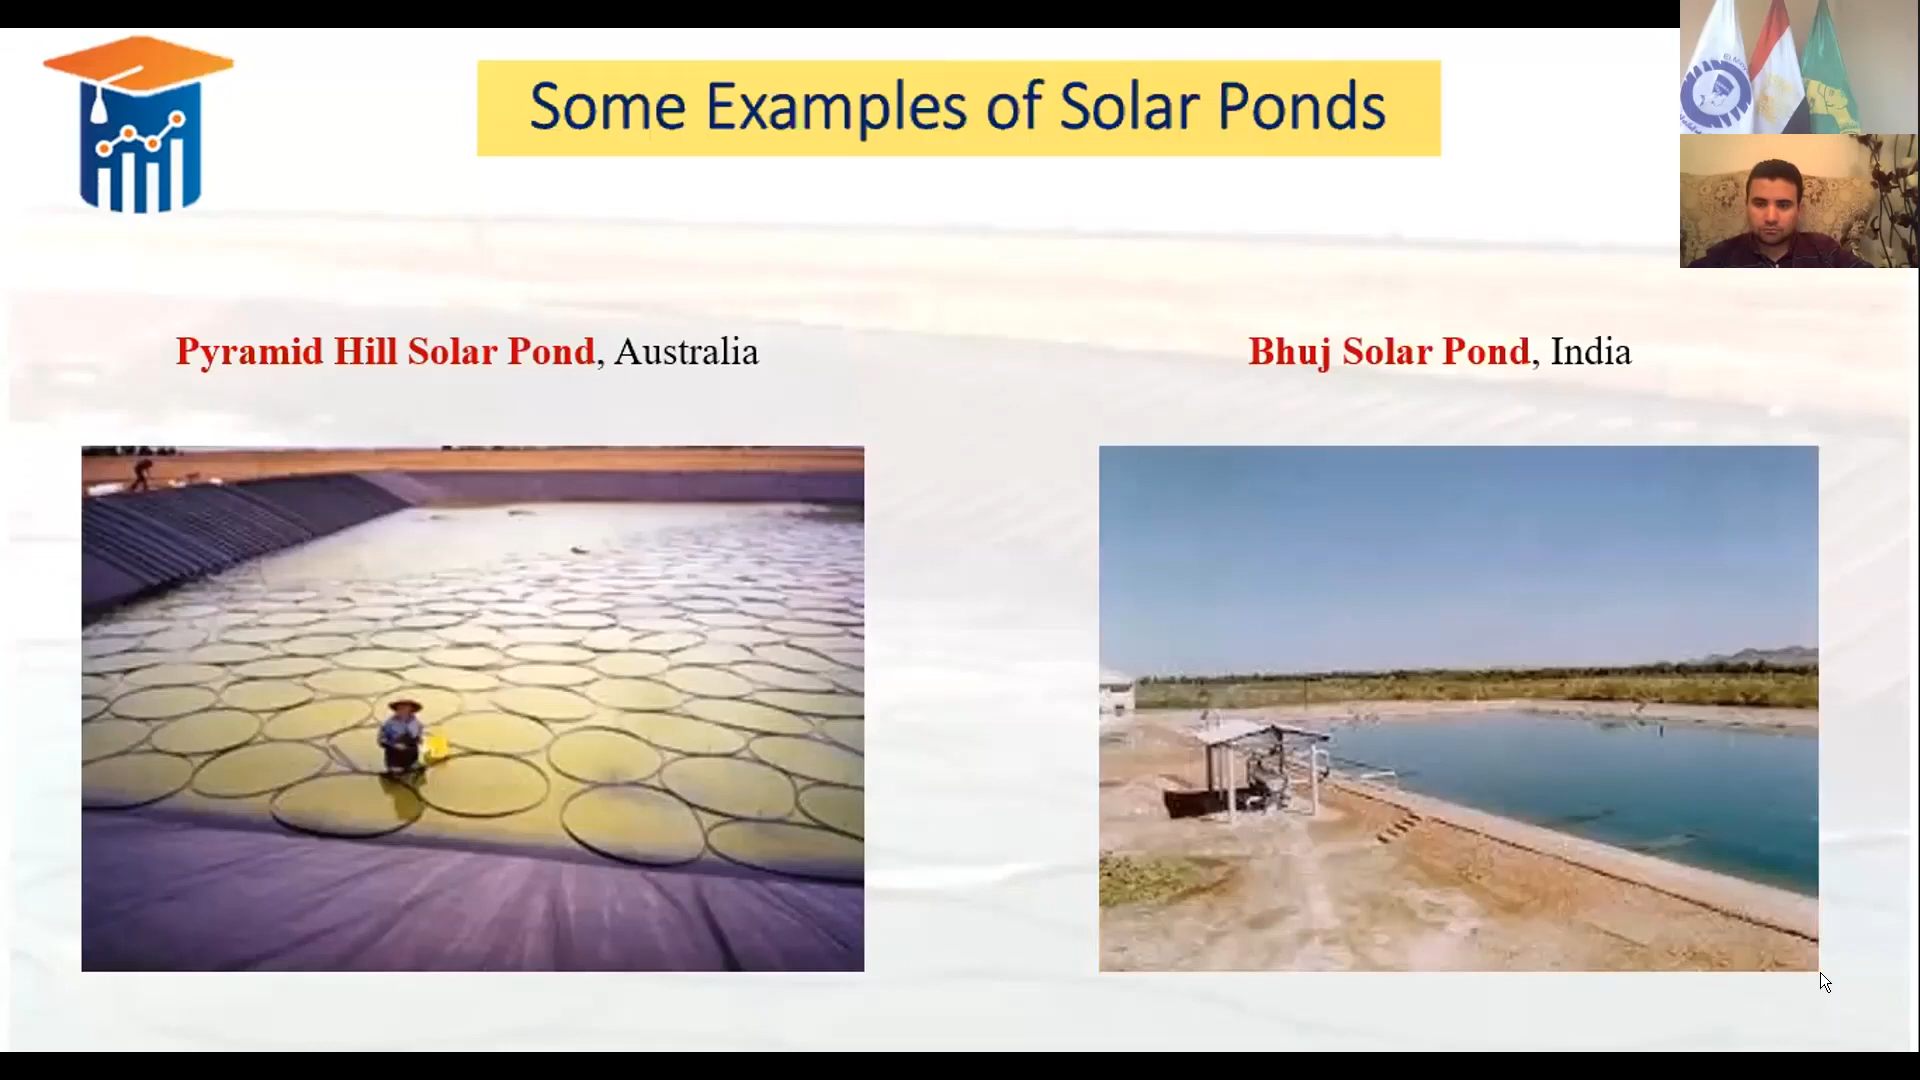 Some Examples of Solar Ponds
Pyramid Hill Solar Pond, Australia
Bhuj Solar Pond, India